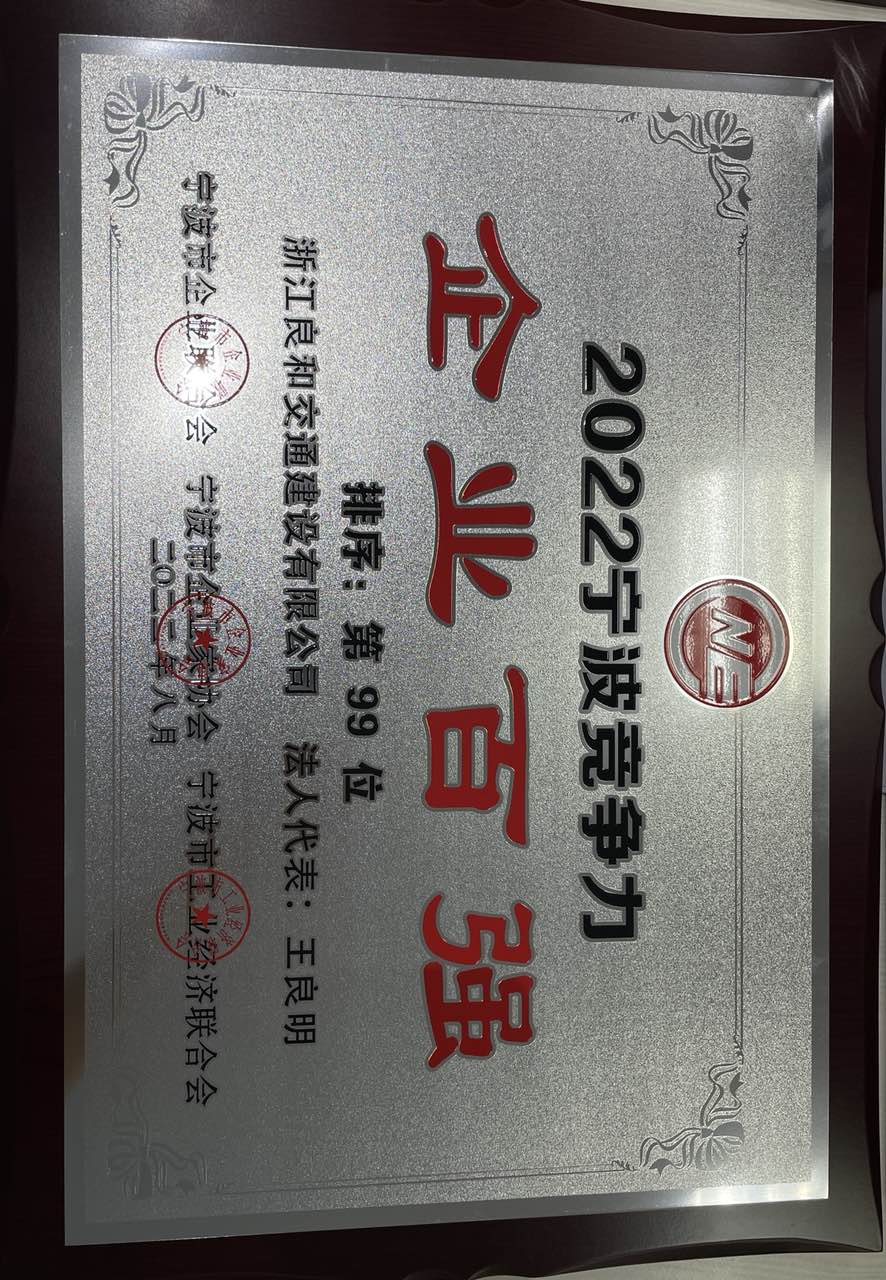 NE
2022宁波竞争力
企业百强
排序：第 99 位
浙江良和交通建设有限公司 法人代表：王良明
宁波市企业联合会 宁波市企业家协会 宁波市工业经济联合会
二〇二二年八月